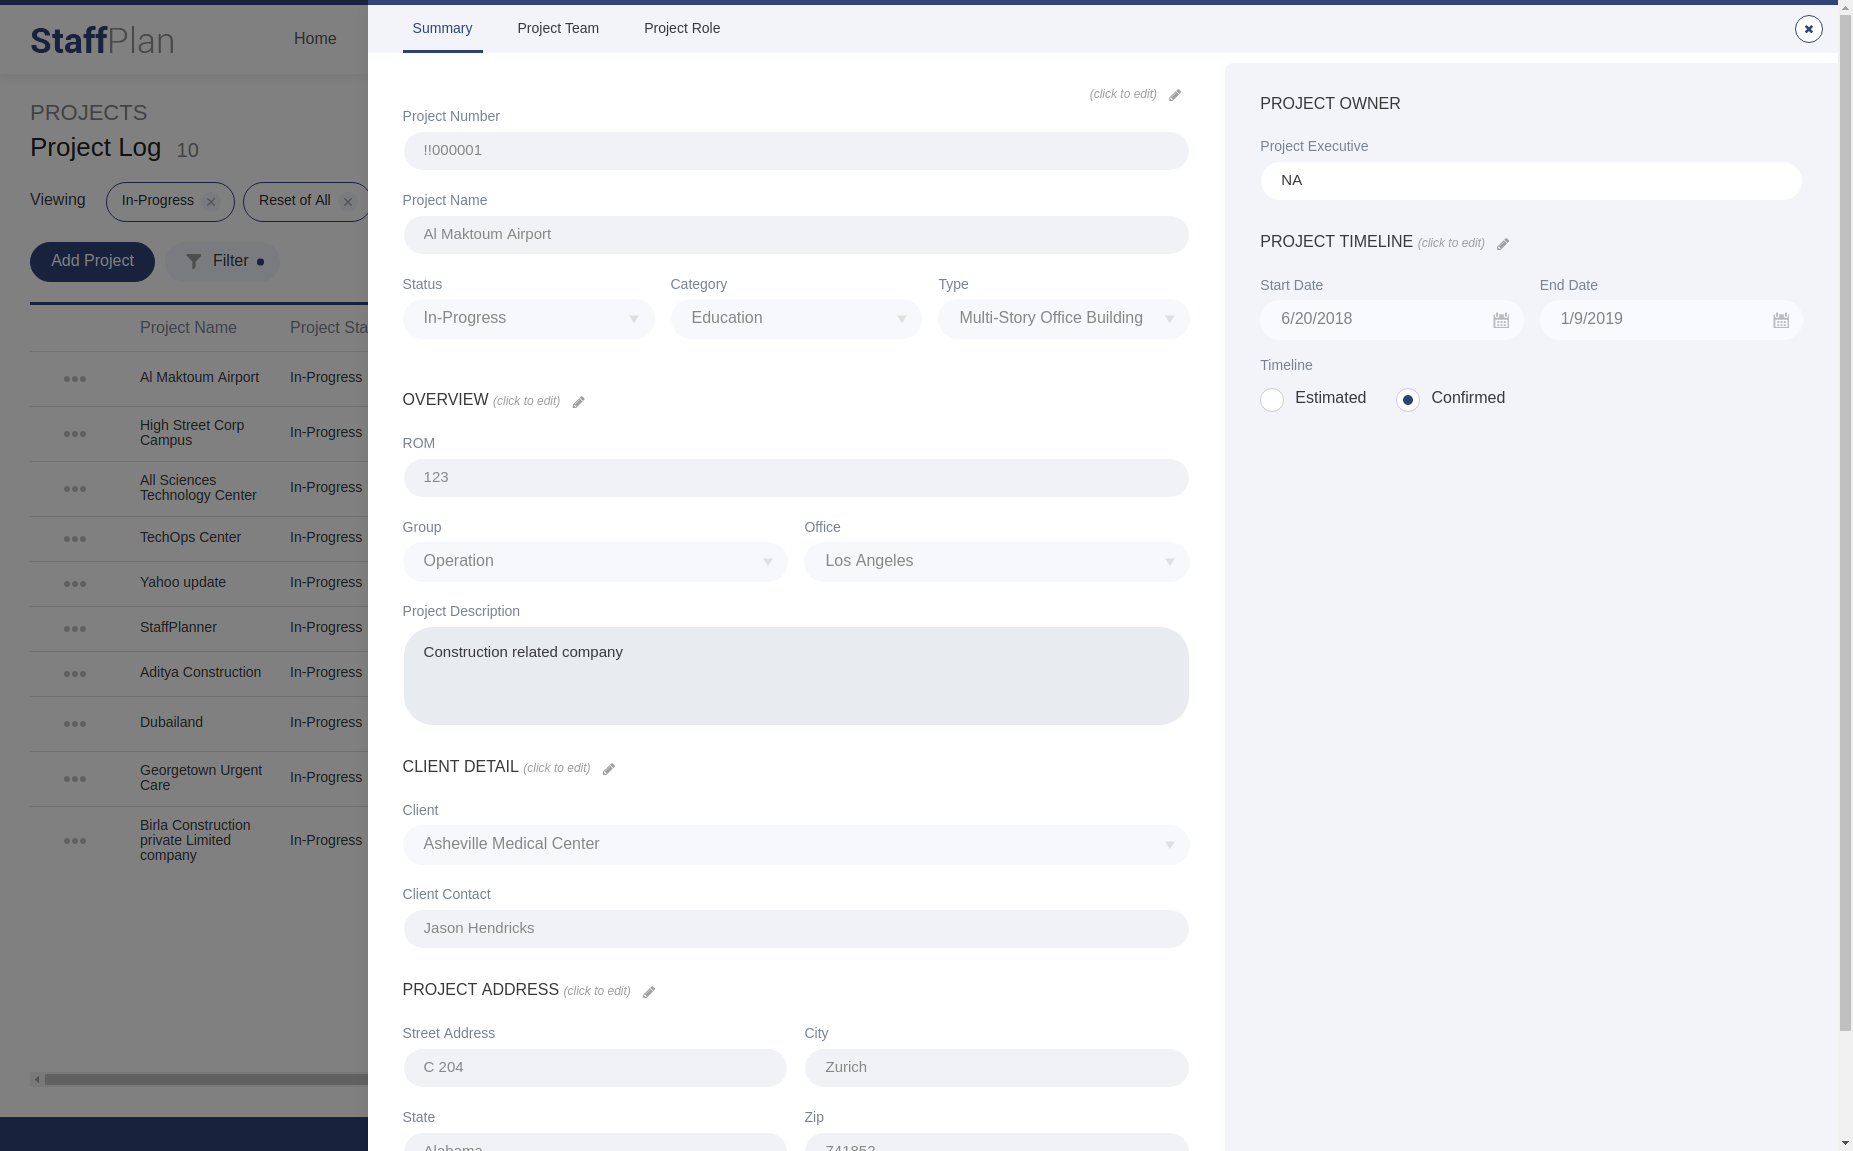 StaffPlan
Home
PROJECTS
Project Log 10
Viewing
In-Progress
Reset of All
Add Project
Filter
Project Name
Project Sta
Al Maktoum Airport
In-Progress
High Street Corp
Campus
In-Progress
All Sciences
Technology Center
In-Progress
TechOps Center
In-Progress
Yahoo update
In-Progress
StaffPlanner
In-Progress
Aditya Construction
In-Progress
Dubailand
In-Progress
Georgetown Urgent
Care
In-Progress
Birla Construction
private Limited
company
In-Progress
Summary
Project Team
Project Role
(click to edit)
Project Number
!!000001
Project Name
Al Maktoum Airport
Status
Category
Type
In-Progress
Education
Multi-Story Office Building
OVERVIEW (click to edit)
ROM
123
Group
Office
Operation
Los Angeles
Project Description
Construction related company
CLIENT DETAIL (click to edit)
Client
Asheville Medical Center
Client Contact
Jason Hendricks
PROJECT ADDRESS (click to edit)
Street Address
City
C 204
Zurich
State
Zip
Alabama
741852
PROJECT OWNER
Project Executive
NA
PROJECT TIMELINE (click to edit)
Start Date
End Date
6/20/2018
1/9/2019
Timeline
Estimated
Confirmed